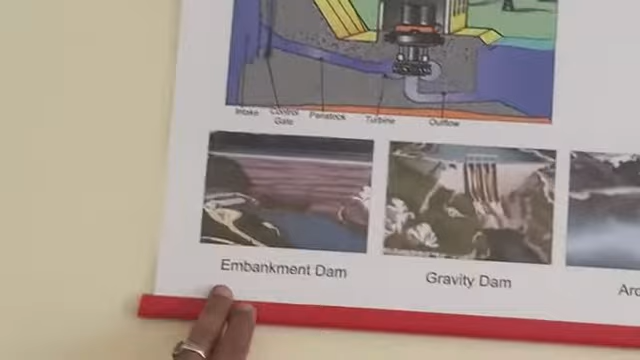 Intake
Control
Gate
Penstock
Turbine
Outflow
Embankment Dam
Gravity Dam